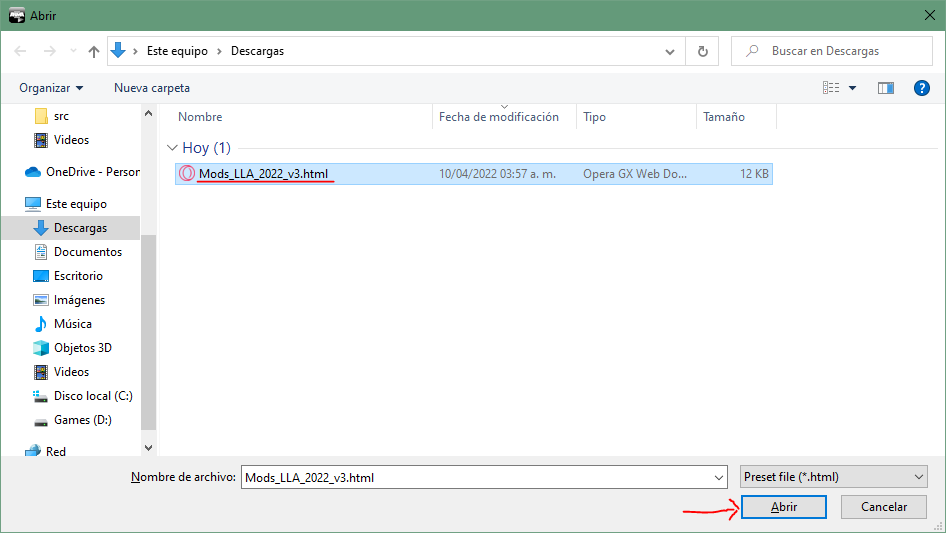 Abrir
Este equipo > Descargas
Buscar en Descargas
Organizar
Nueva carpeta
src
Videos
OneDrive - Person
Este equipo
Descargas
Documentos
Escritorio
Imágenes
Música
Objetos 3D
Videos
Disco local (C:)
Games (D:)
Red
Nombre
Fecha de modificación
Tipo
Tamaño
Hoy (1)
Mods_LLA_2022_v3.html
10/04/2022 03:57 a. m.
Opera GX Web Do...
12 KB
Nombre de archivo:
Mods_LLA_2022_v3.html
Preset file (*.html)
Abrir
Cancelar